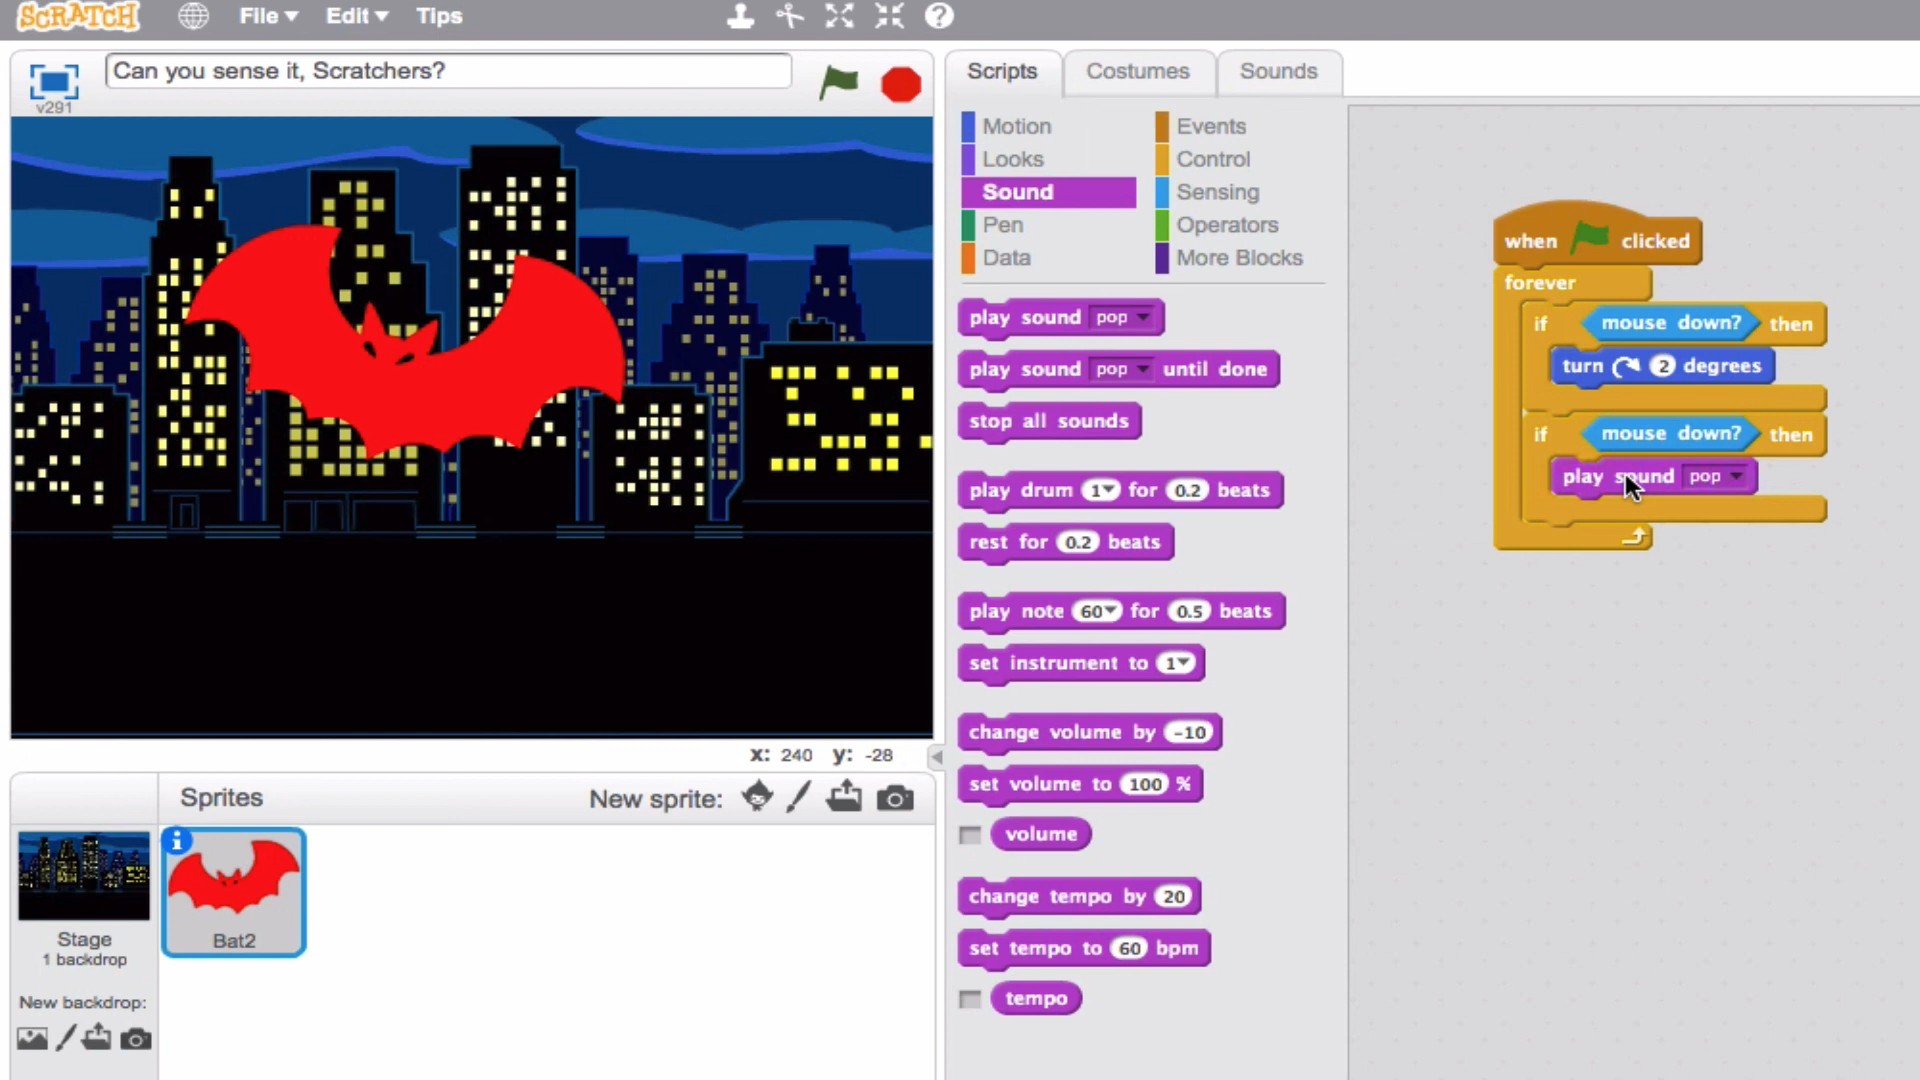 SCRATCH File Edit Tips
v291
Can you sense it, Scratchers?
x: 240 y: -28
Sprites New sprite:
Stage
1 backdrop
New backdrop:
Bat2
Scripts Costumes Sounds
Motion Events
Looks Control
Sound Sensing
Pen Operators
Data More Blocks
play sound pop
play sound pop until done
stop all sounds
play drum 1 for 0.2 beats
rest for 0.2 beats
play note 60 for 0.5 beats
set instrument to 1
change volume by -10
set volume to 100 %
volume
change tempo by 20
set tempo to 60 bpm
tempo
when clicked
forever
if mouse down? then
turn 2 degrees
if mouse down? then
play sound pop